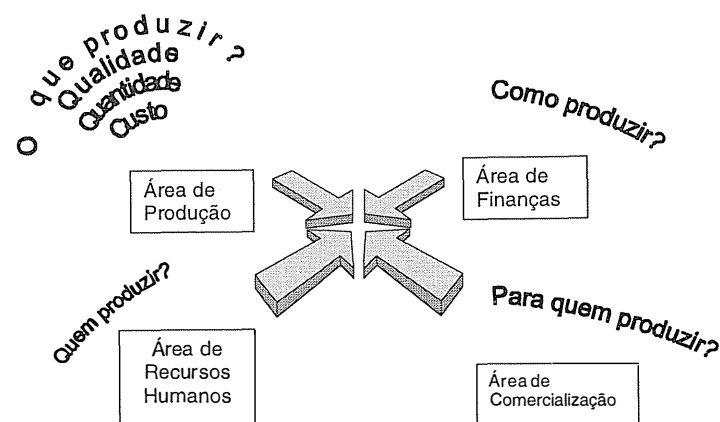 O que produzir?
Qualidade
Quantidade
Custo
Como produzir?
Área de
Produção
Área de
Finanças
Quem produzir?
Para quem produzir?
Área de
Recursos
Humanos
Área de
Comercialização